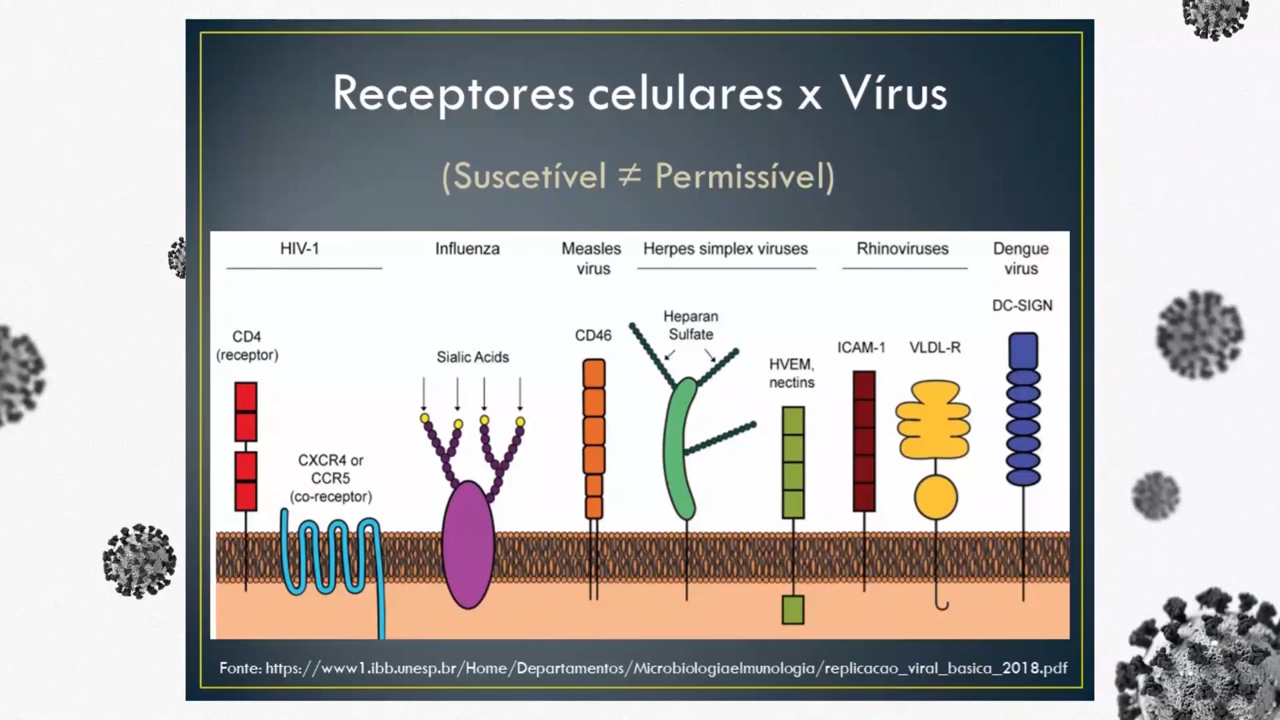 Receptores celulares x Vírus
(Suscetível ≠ Permissível)
HIV-1
Influenza
Measles
virus
Herpes simplex viruses
Rhinoviruses
Dengue
virus
CD4
(receptor)
CXCR4 or
CCR5
(co-receptor)
Sialic Acids
CD46
Heparan
Sulfate
HVEM,
nectins
ICAM-1
VLDL-R
DC-SIGN
Fonte: https://www1.ibb.unesp.br/Home/Departamentos/MicrobiologiaeImunologia/replicacao_viral_basica_2018.pdf